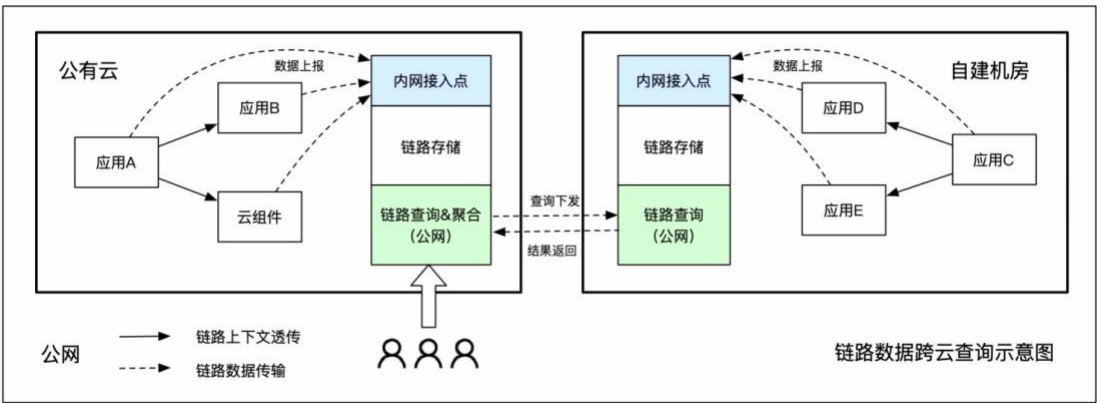 公有云
数据上报
内网接入点
应用B
应用A
链路存储
云组件
链路查询&聚合
（公网）
查询下发
结果返回
自建机房
数据上报
内网接入点
应用D
应用C
链路存储
应用E
链路查询
（公网）
公网
链路上下文透传
链路数据传输
链路数据跨云查询示意图